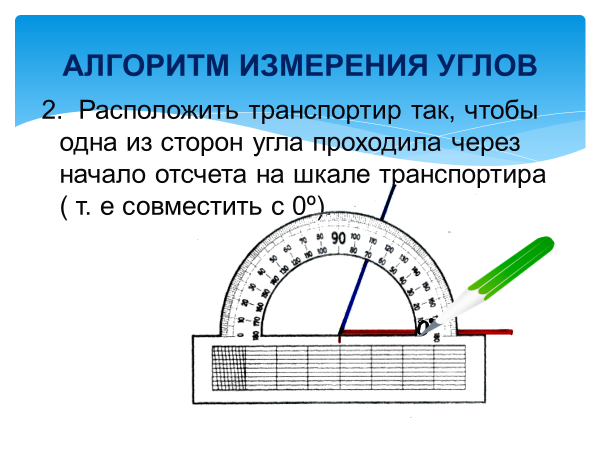 АЛГОРИТМ ИЗМЕРЕНИЯ УГЛОВ
2. Расположить транспортир так, чтобы
одна из сторон угла проходила через
начало отсчета на шкале транспортира
( т. е совместить с 0º)
90